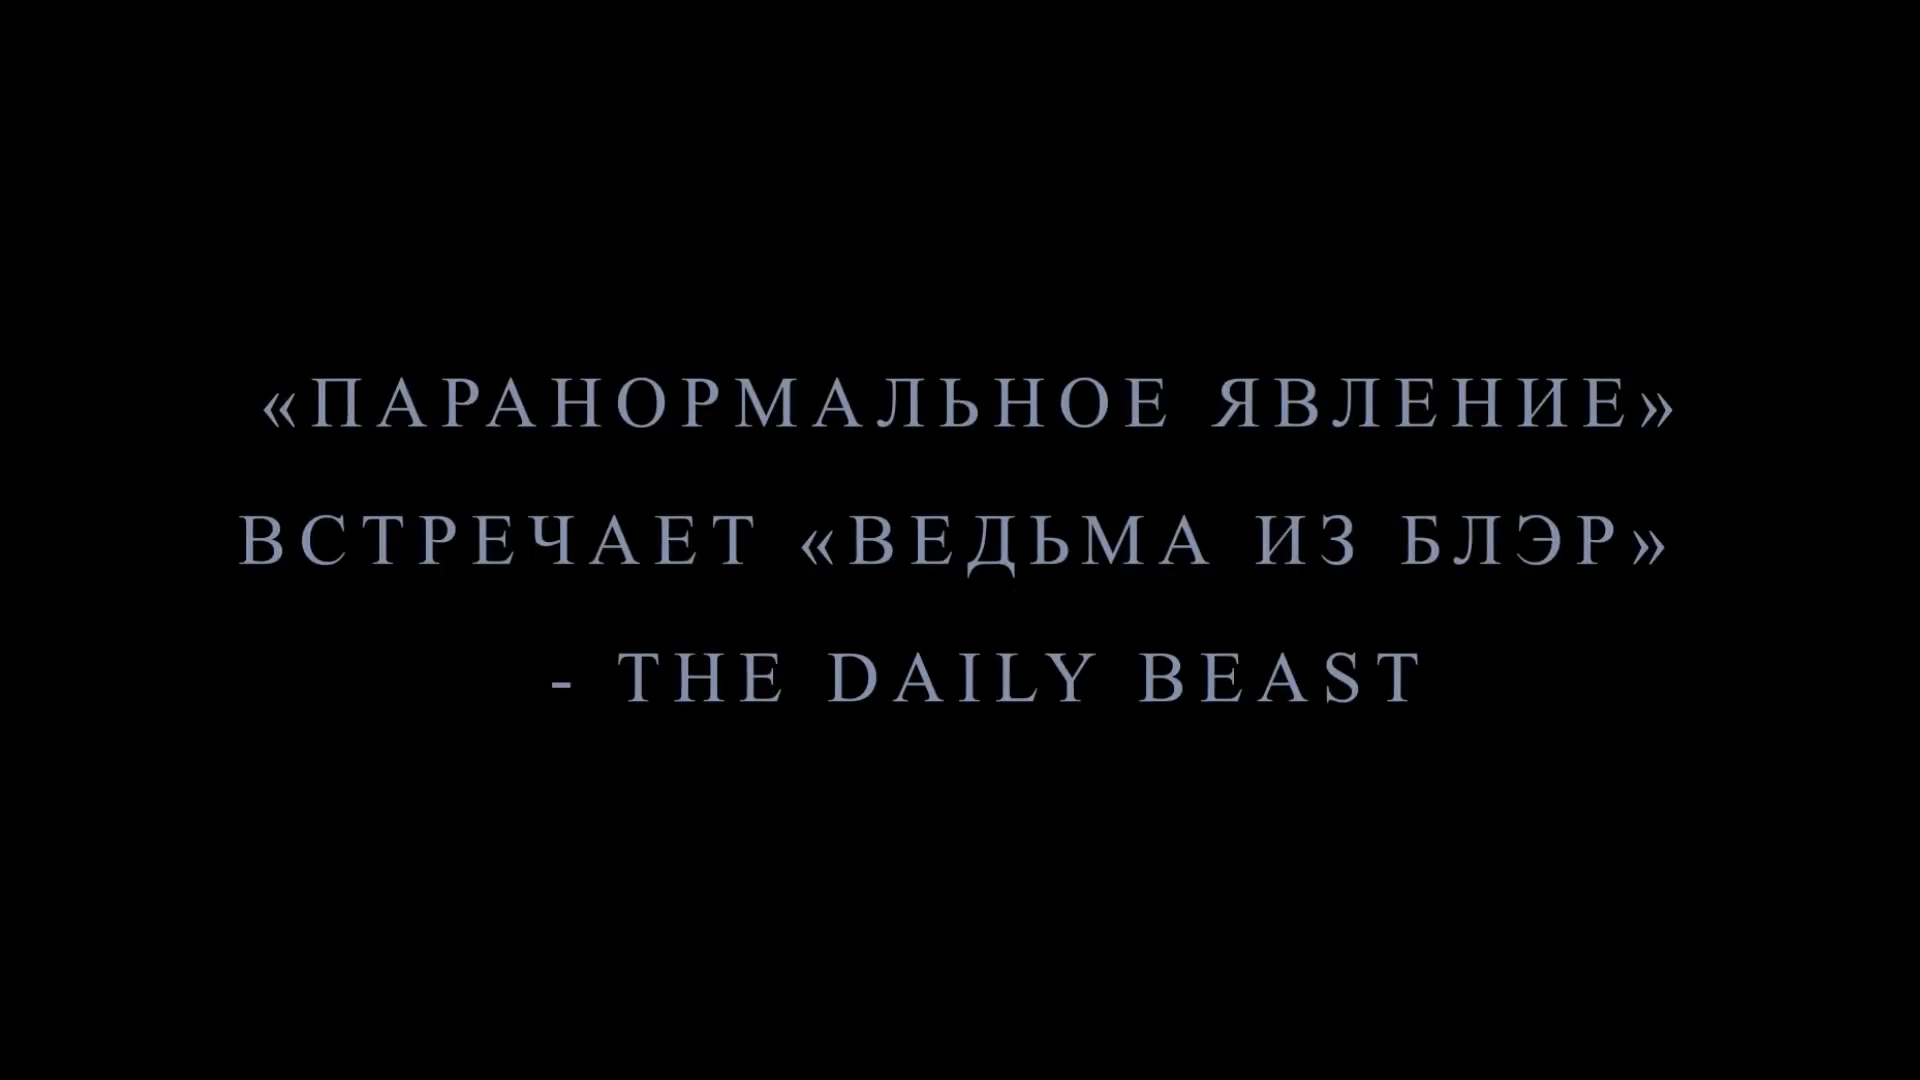 «ПАРАНОРМАЛЬНОЕ ЯВЛЕНИЕ»
ВСТРЕЧАЕТ «ВЕДЬМА ИЗ БЛЭР»
- THE DAILY BEAST